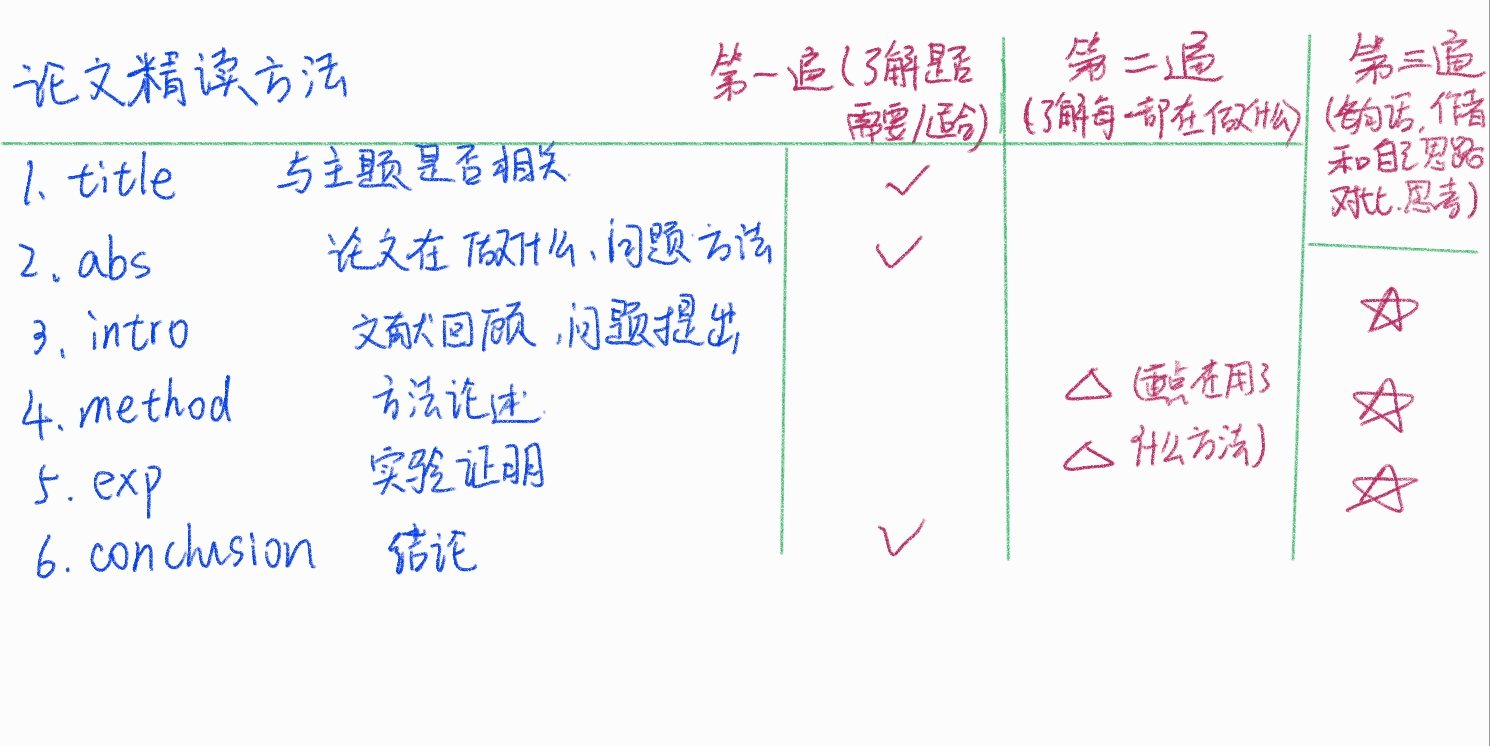 论文精读方法
第一遍(了解是否
需要/适合)
第二遍
(了解每一部在做什么)
第三遍
(每句话,作者
和自己思路
对比.思考)
1. title 与主题是否相关 ✓
2. abs 论文在做什么、问题方法 ✓
3. intro 文献回顾,问题提出 ☆
4. method 方法论述 △ (重点在用了 ☆
5. exp 实验证明 △ 什么方法) ☆
6. conclusion 结论 ✓